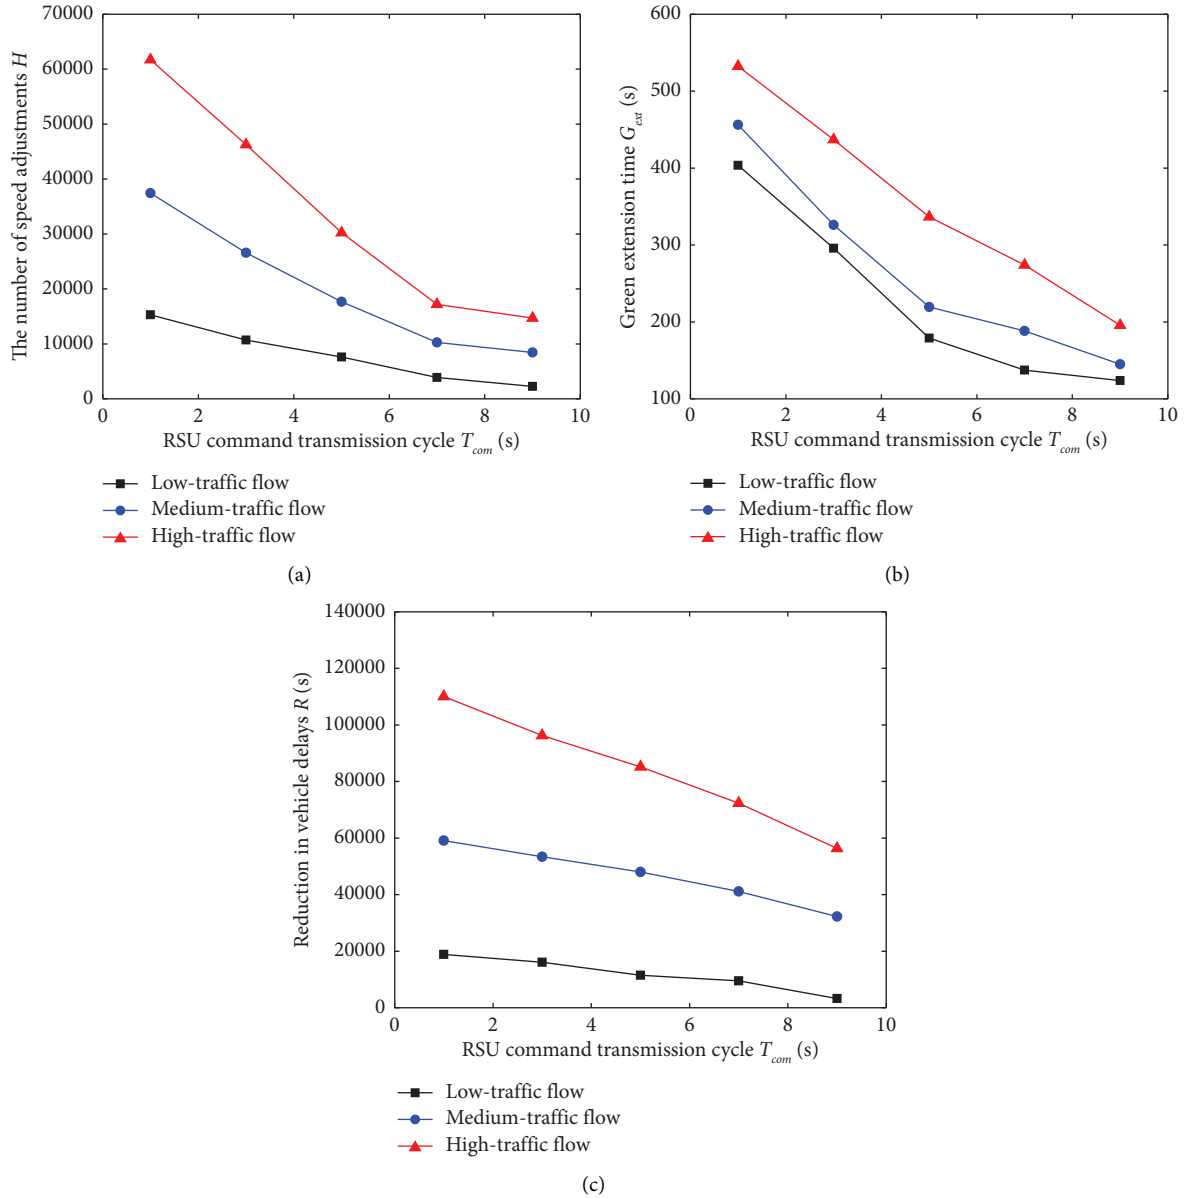 70000
60000
50000
40000
30000
20000
10000
0
The number of speed adjustments H
0 2 4 6 8 10
RSU command transmission cycle T_com (s)
Low-traffic flow
Medium-traffic flow
High-traffic flow
(a)
600
500
400
300
200
100
Green extension time G_ext (s)
0 2 4 6 8 10
RSU command transmission cycle T_com (s)
Low-traffic flow
Medium-traffic flow
High-traffic flow
(b)
140000
120000
100000
80000
60000
40000
20000
0
Reduction in vehicle delays R (s)
0 2 4 6 8 10
RSU command transmission cycle T_com (s)
Low-traffic flow
Medium-traffic flow
High-traffic flow
(c)